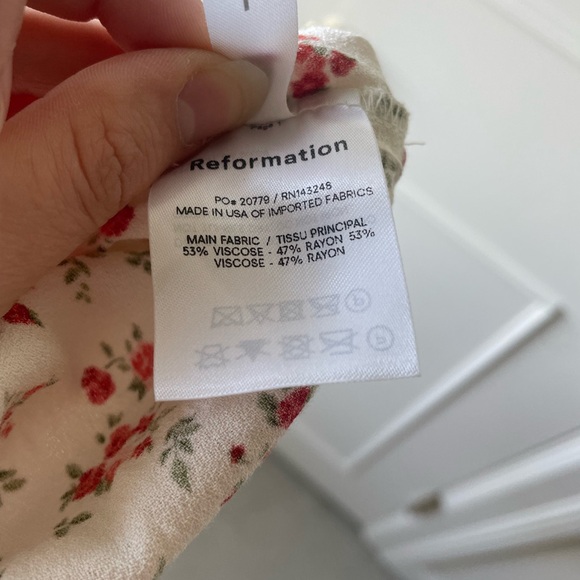 Reformation
PO# 20779 / RN143248
MADE IN USA OF IMPORTED FABRICS
MAIN FABRIC / TISSU PRINCIPAL
53% VISCOSE - 47% RAYON 53%
VISCOSE - 47% RAYON